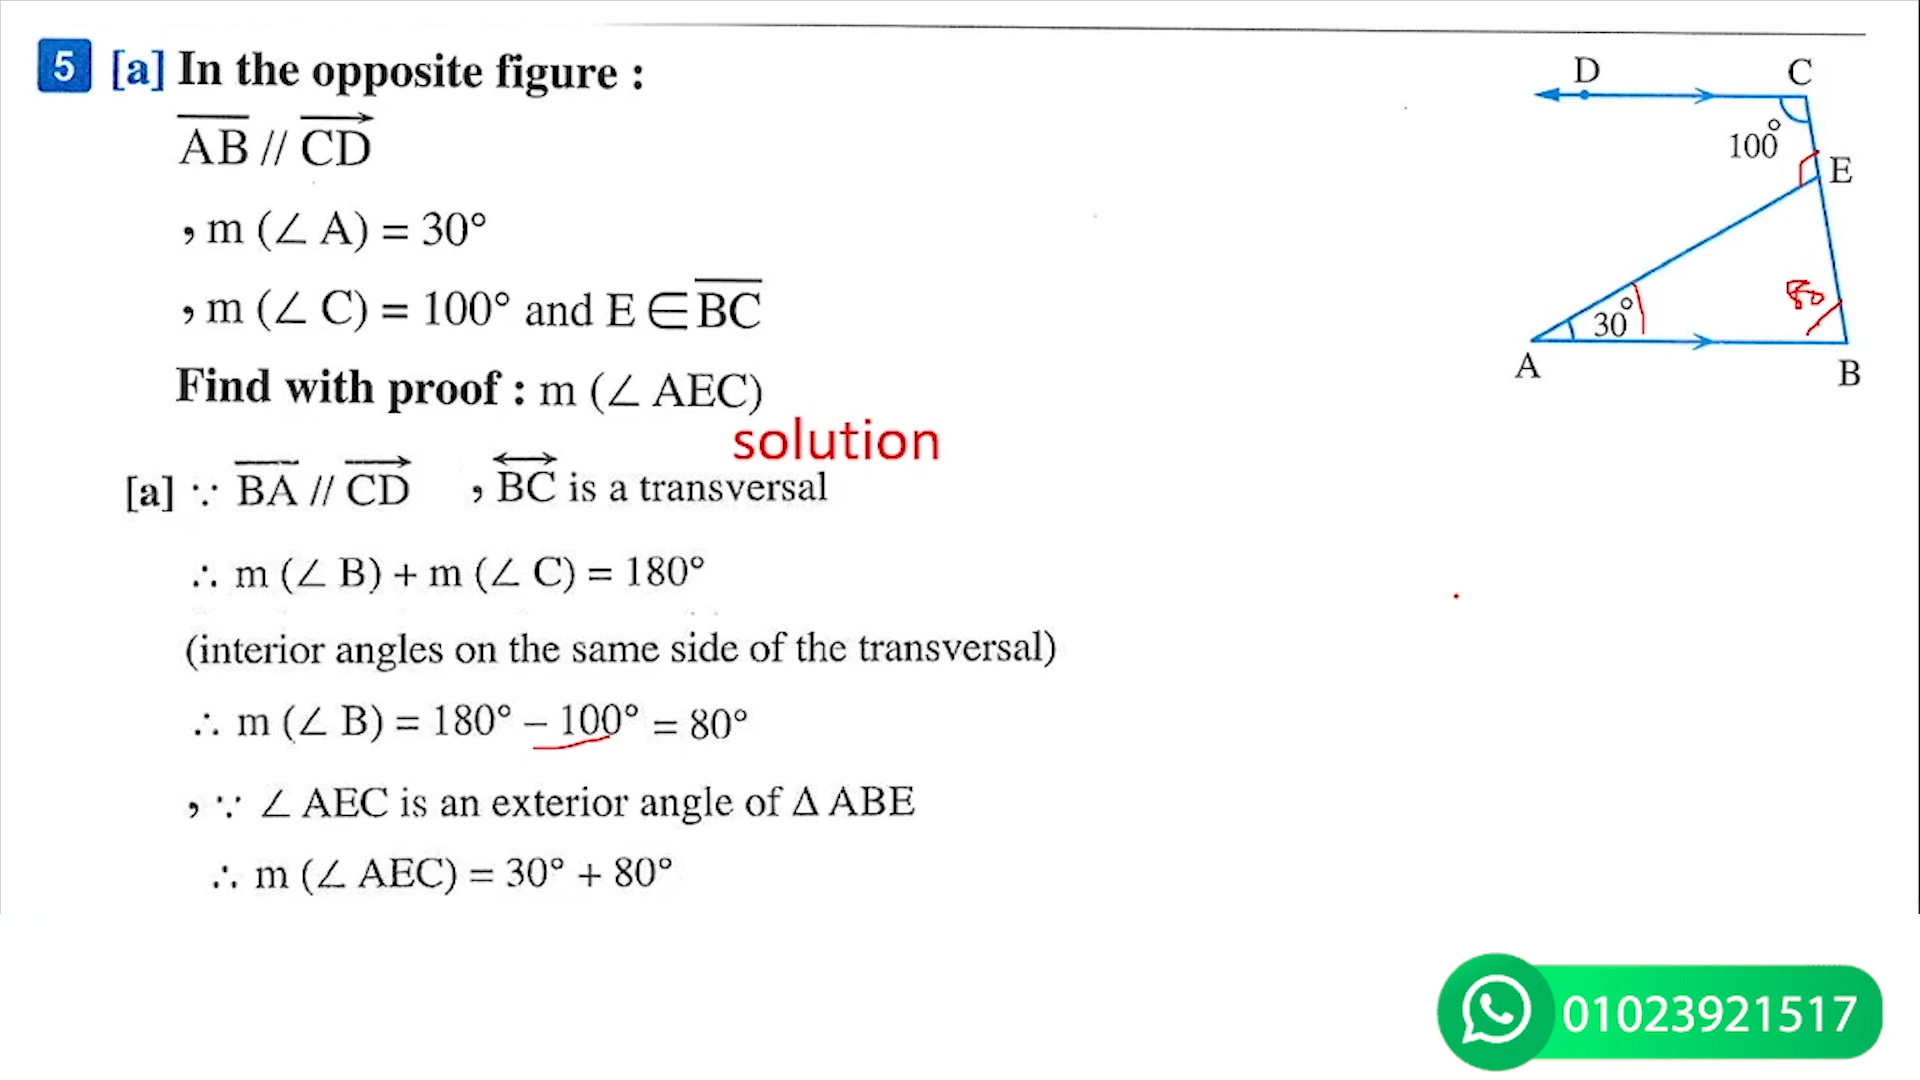 5 [a] In the opposite figure :
AB // CD
, m (∠ A) = 30°
, m (∠ C) = 100° and E ∈ BC
Find with proof : m (∠ AEC)
D C
100°
E
80
30°
A B
solution
[a] ∵ BA // CD , BC is a transversal
∴ m (∠ B) + m (∠ C) = 180°
(interior angles on the same side of the transversal)
∴ m (∠ B) = 180° – 100° = 80°
, ∵ ∠ AEC is an exterior angle of Δ ABE
∴ m (∠ AEC) = 30° + 80°
01023921517